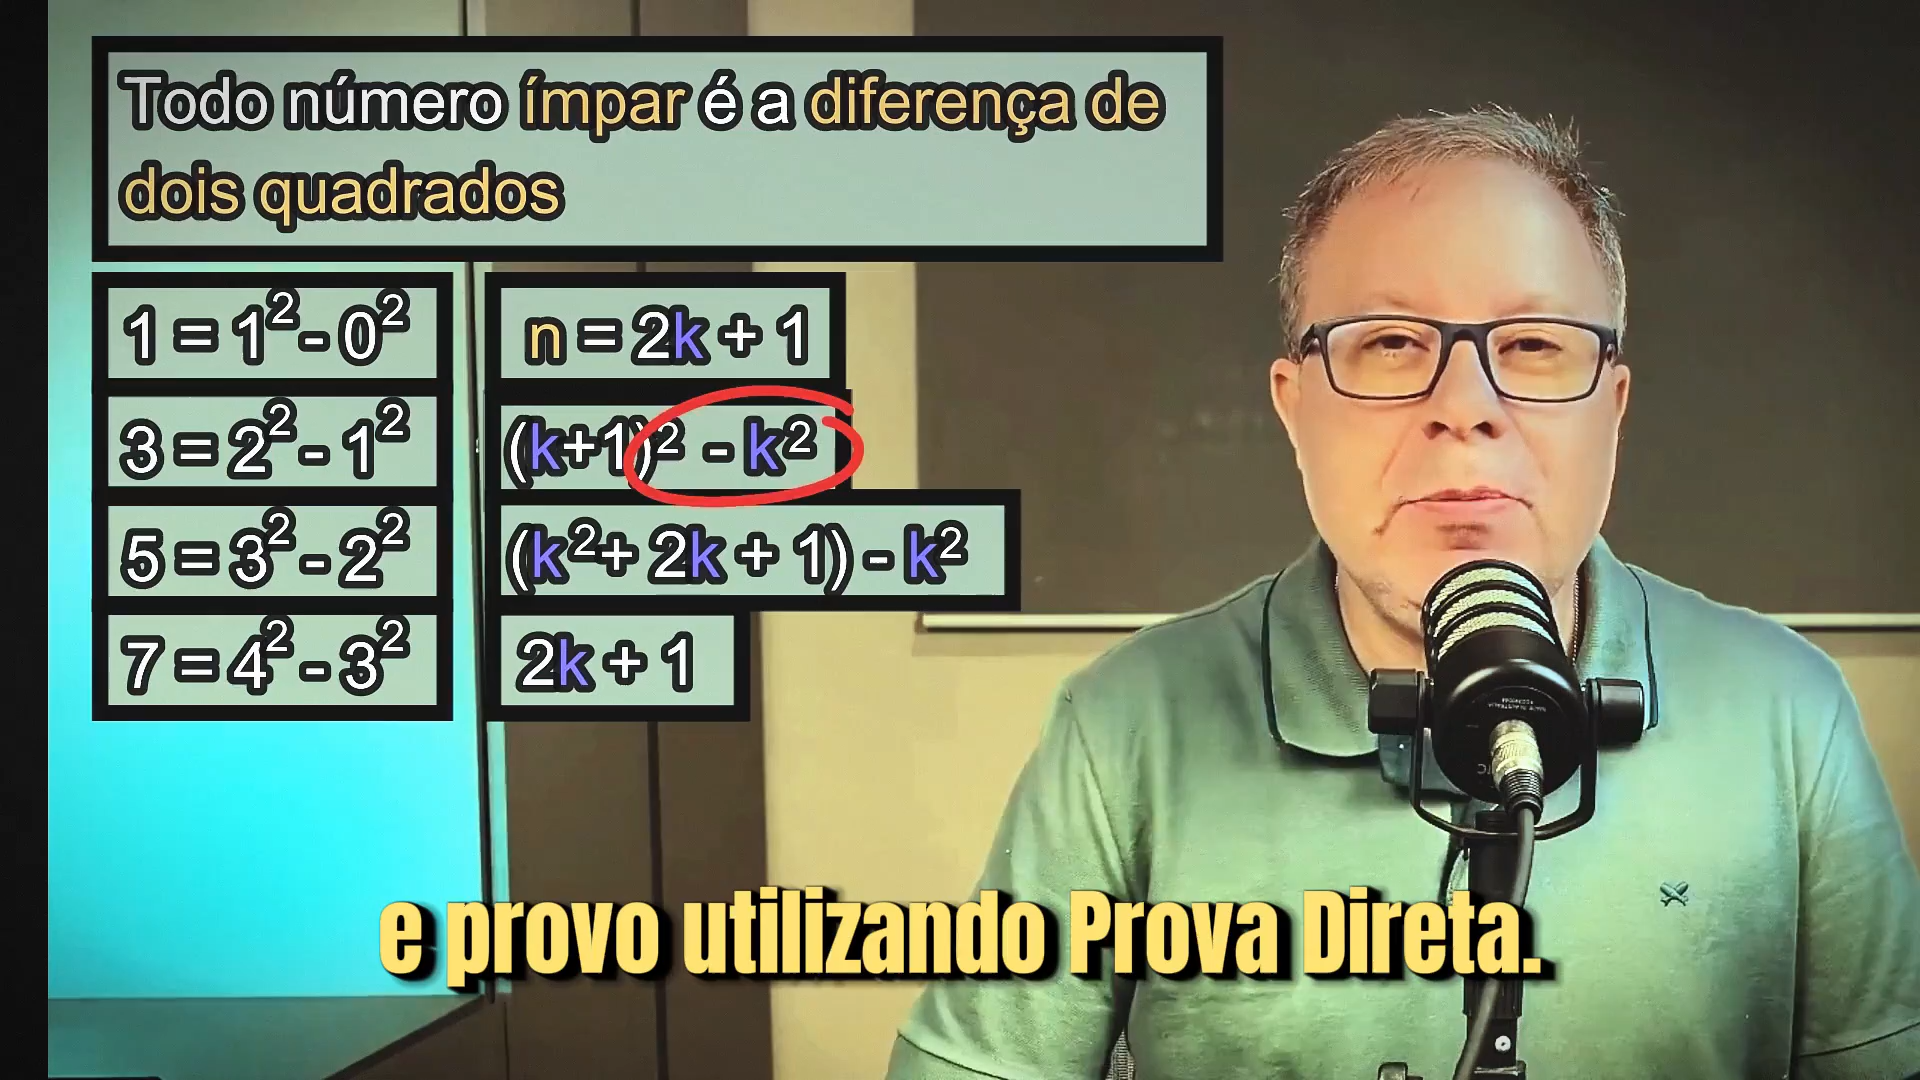 Todo número ímpar é a diferença de
dois quadrados
1 = 1² - 0²
3 = 2² - 1²
5 = 3² - 2²
7 = 4² - 3²
n = 2k + 1
(k+1)² - k²
(k²+ 2k + 1) - k²
2k + 1
e provo utilizando Prova Direta.